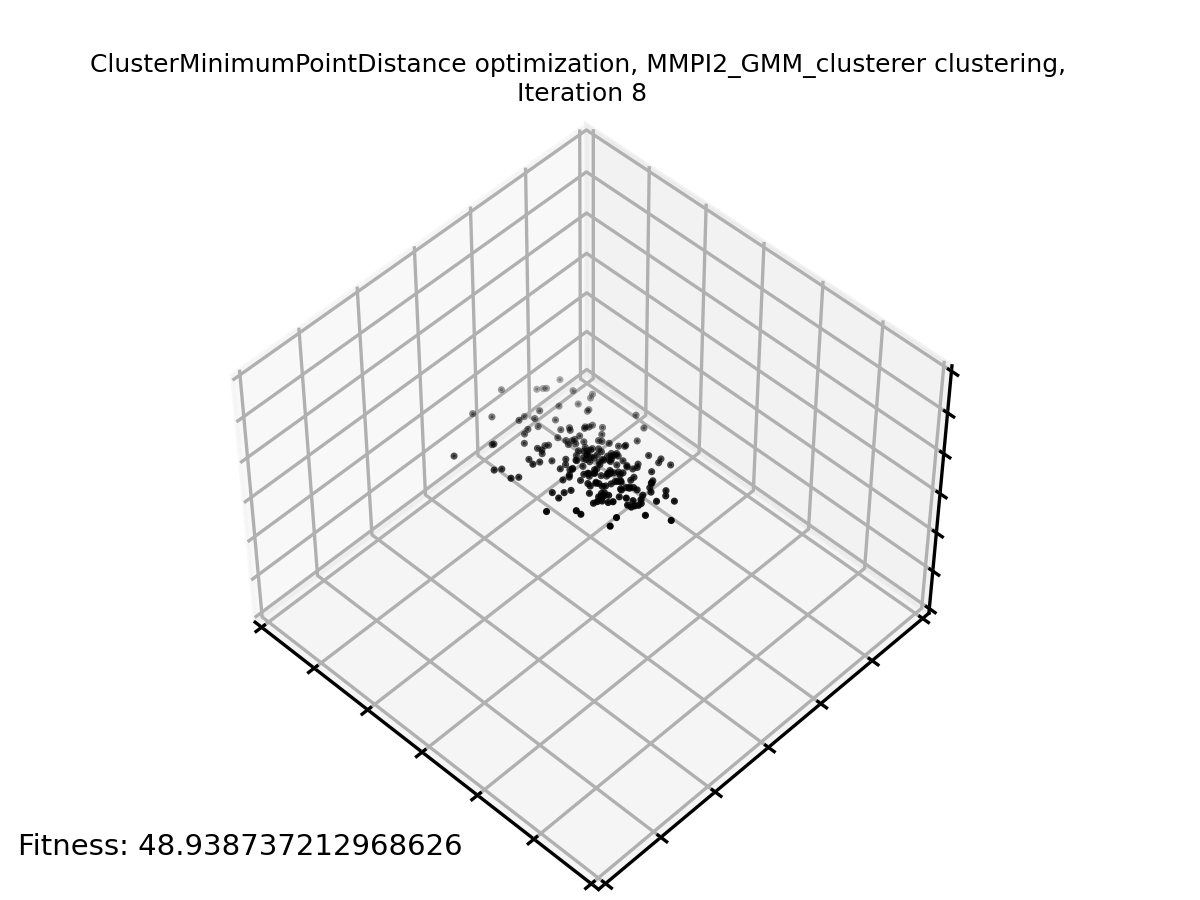 ClusterMinimumPointDistance optimization, MMPI2_GMM_clusterer clustering,
Iteration 8
Fitness: 48.938737212968626